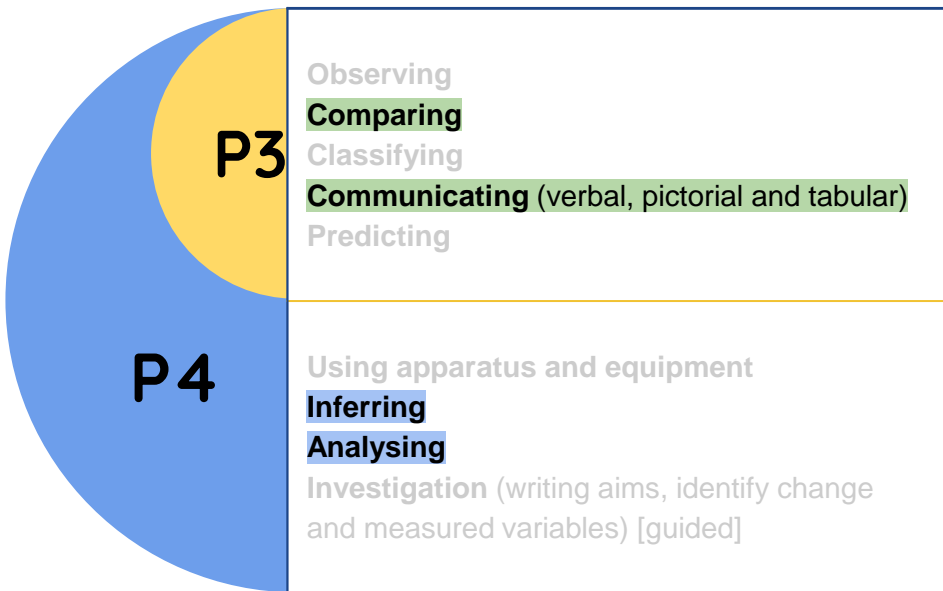 P3
Observing
Comparing
Classifying
Communicating (verbal, pictorial and tabular)
Predicting
P4
Using apparatus and equipment
Inferring
Analysing
Investigation (writing aims, identify change
and measured variables) [guided]